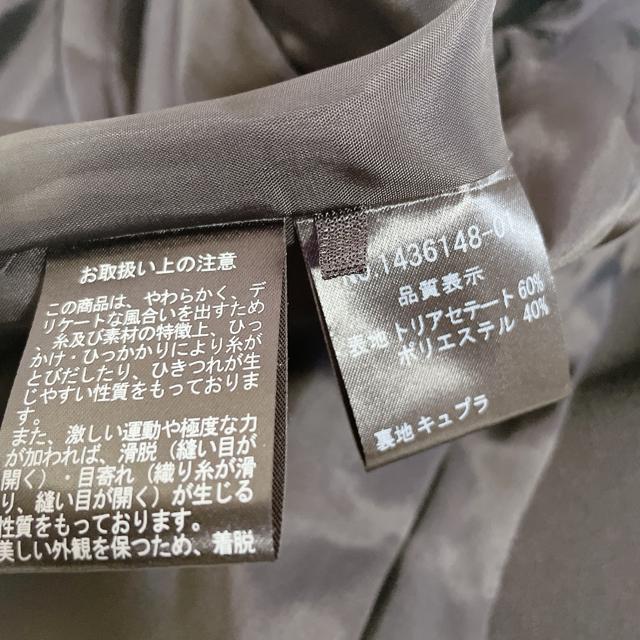 お取扱い上の注意
この商品は、やわらかく、デ
リケートな風合いを出すため
、糸及び素材の特徴上、ひっ
かけ・ひっかかりにより糸が
とびだしたり、ひきつれが生
じやすい性質をもっておりま
す。
また、激しい運動や極度な力
が加われば、滑脱（縫い目が
開く）・目寄れ（織り糸が滑
り、縫い目が開く）が生じる
性質をもっております。
美しい外観を保つため、着脱
NO.1436148-01
品質表示
表地 トリアセテート 60%
ポリエステル 40%
裏地 キュプラ